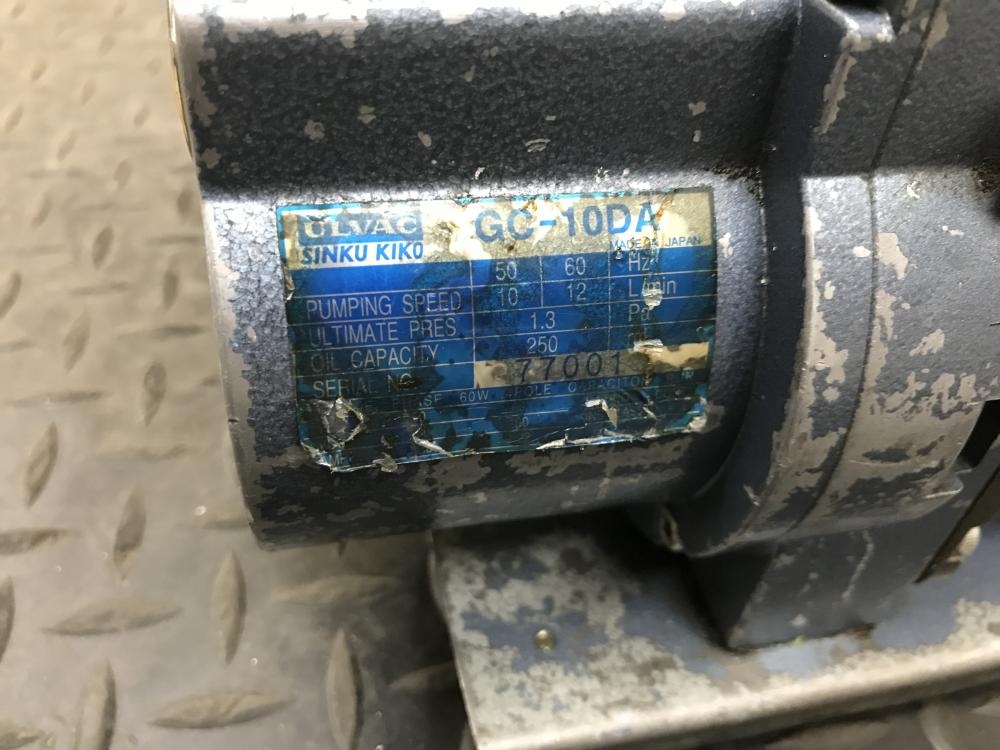 ULVAC GC-10DA
SINKU KIKO MADE IN JAPAN
50 60 Hz
PUMPING SPEED 10 12 L/min
ULTIMATE PRES. 1.3 Pa
OIL CAPACITY 250
SERIAL NO. 77001
60W, 4POLE CAPACITOR